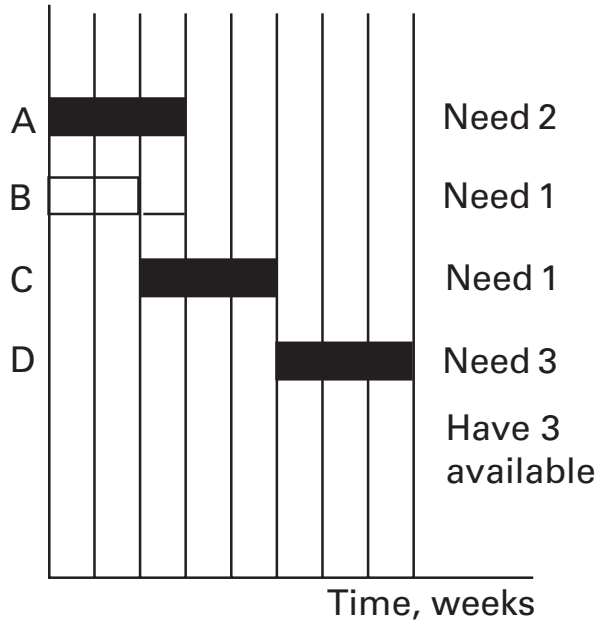 A Need 2
B Need 1
C Need 1
D Need 3
Have 3
available
Time, weeks